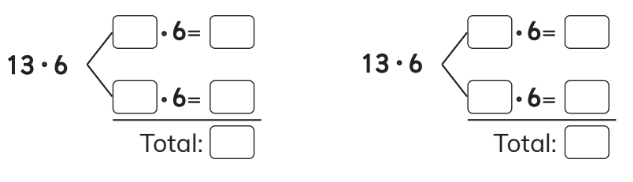 · 6 = · 6 =
13 · 6 13 · 6
· 6 = · 6 =
Total: Total: